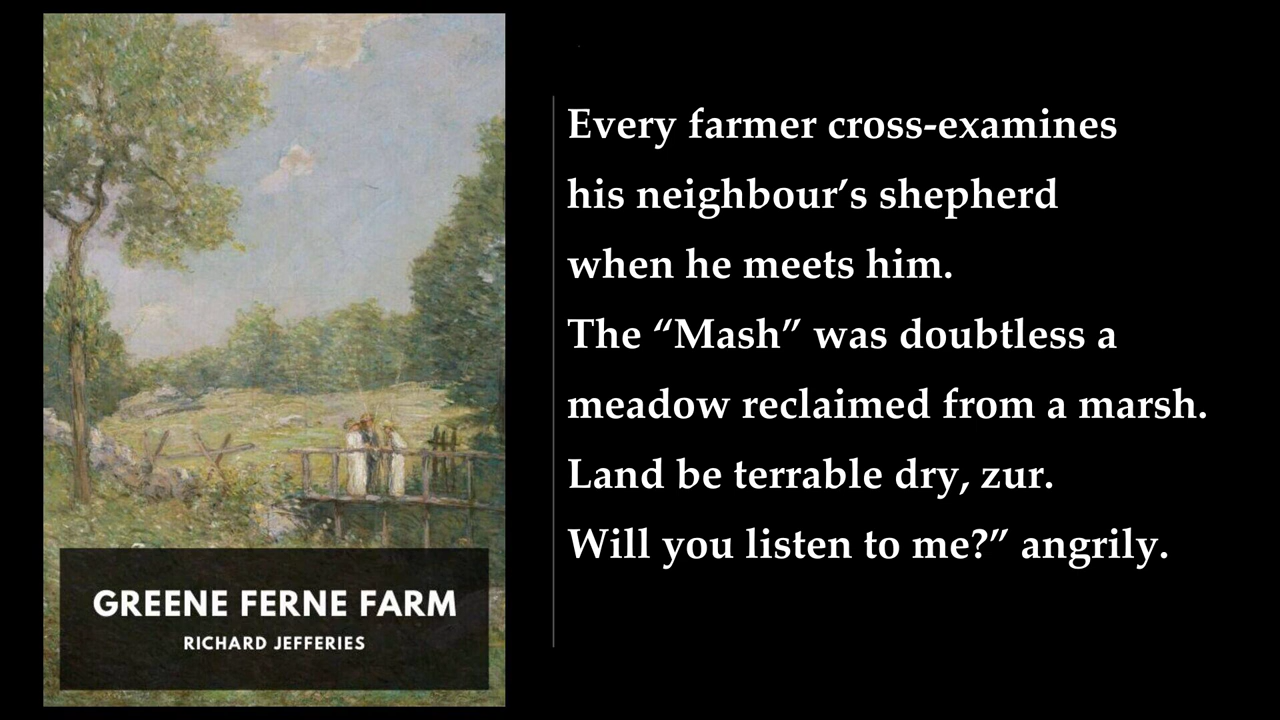 Every farmer cross-examines
his neighbour’s shepherd
when he meets him.
The “Mash” was doubtless a
meadow reclaimed from a marsh.
Land be terrable dry, zur.
Will you listen to me?” angrily.
GREENE FERNE FARM
RICHARD JEFFERIES